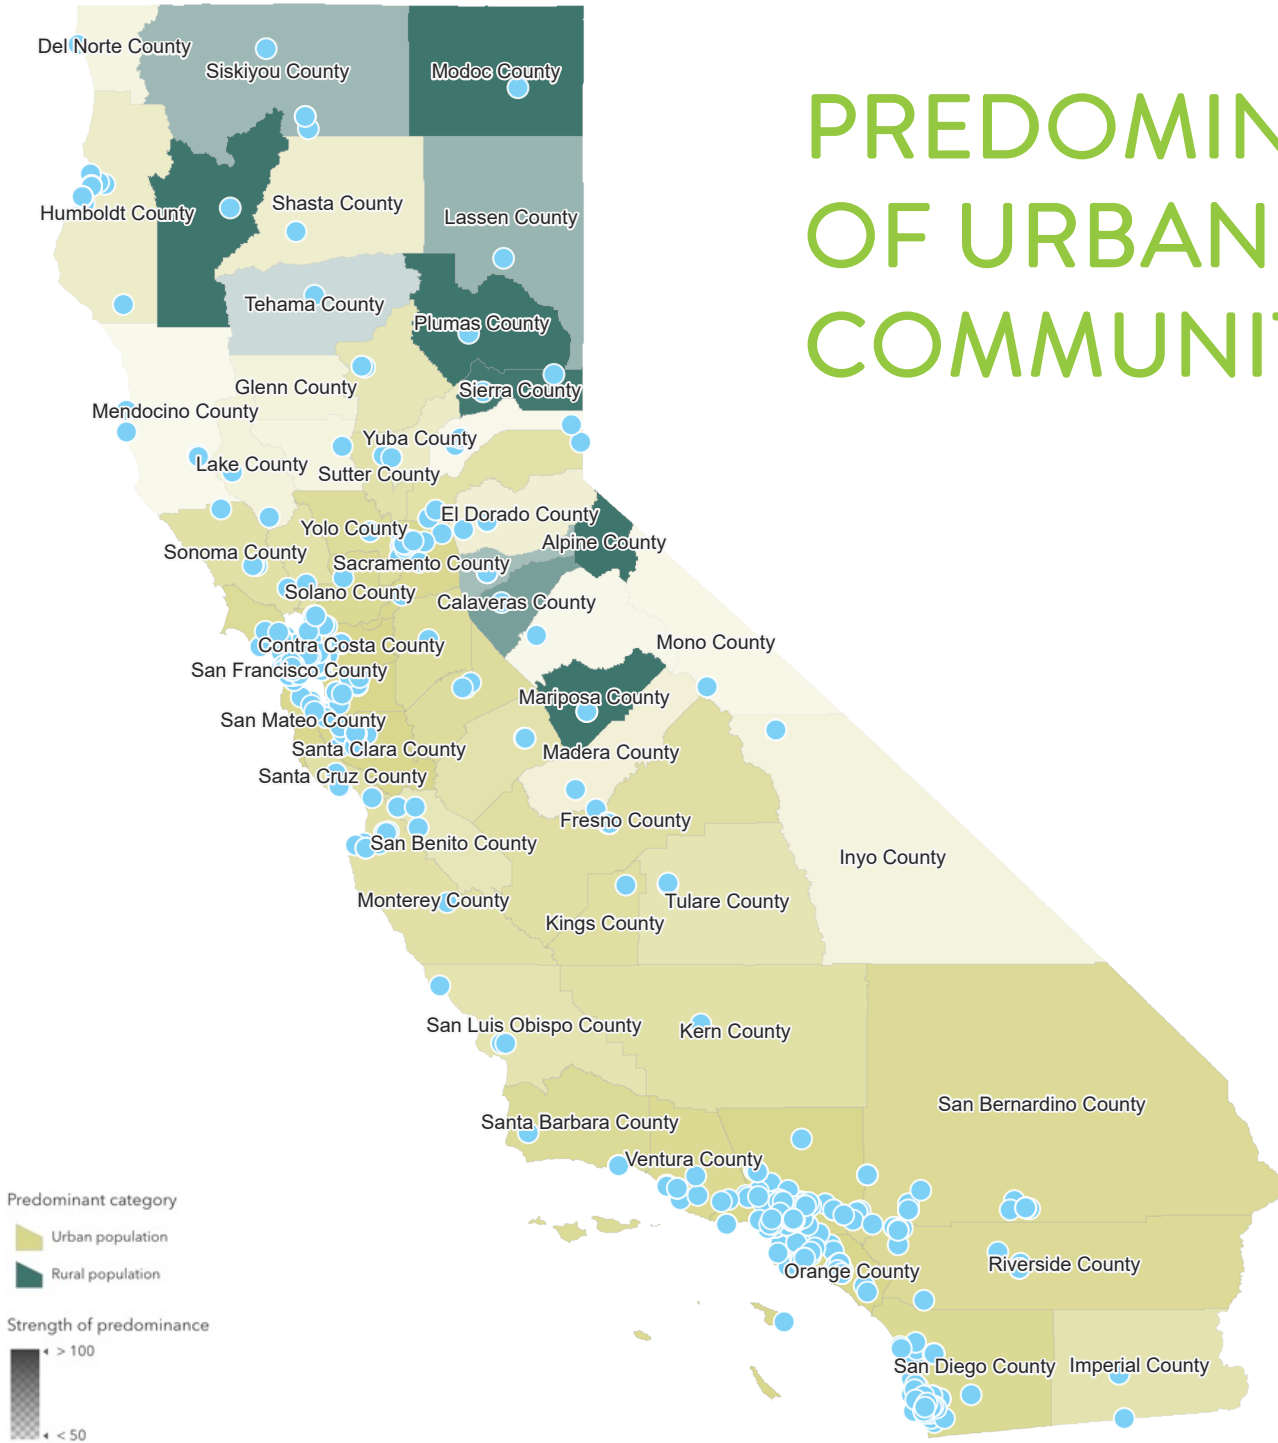 PREDOMIN
OF URBAN
COMMUNIT
Del Norte County
Siskiyou County
Modoc County
Humboldt County
Shasta County
Lassen County
Tehama County
Plumas County
Glenn County
Sierra County
Mendocino County
Yuba County
Lake County
Sutter County
El Dorado County
Yolo County
Alpine County
Sonoma County
Sacramento County
Solano County
Calaveras County
Contra Costa County
Mono County
San Francisco County
Mariposa County
San Mateo County
Santa Clara County
Madera County
Santa Cruz County
Fresno County
San Benito County
Inyo County
Monterey County
Tulare County
Kings County
San Luis Obispo County
Kern County
San Bernardino County
Santa Barbara County
Ventura County
Orange County
Riverside County
San Diego County
Imperial County
Predominant category
Urban population
Rural population
Strength of predominance
> 100
< 50